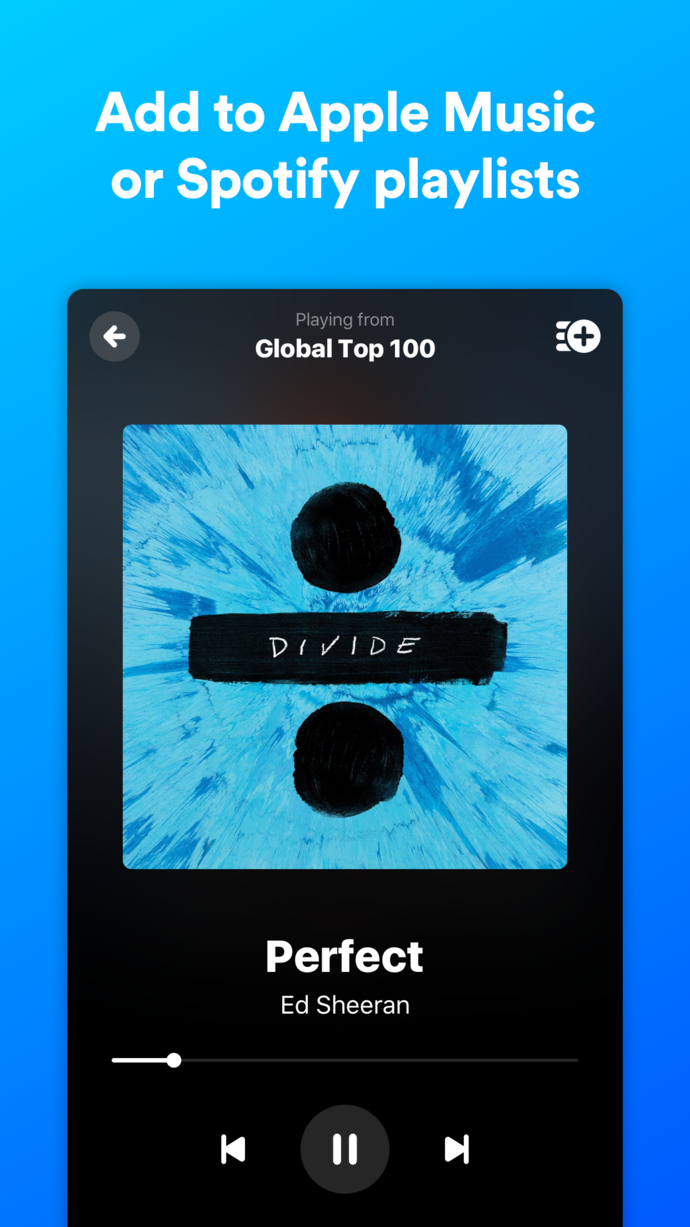 Add to Apple Music
or Spotify playlists
Playing from
Global Top 100
DIVIDE
Perfect
Ed Sheeran